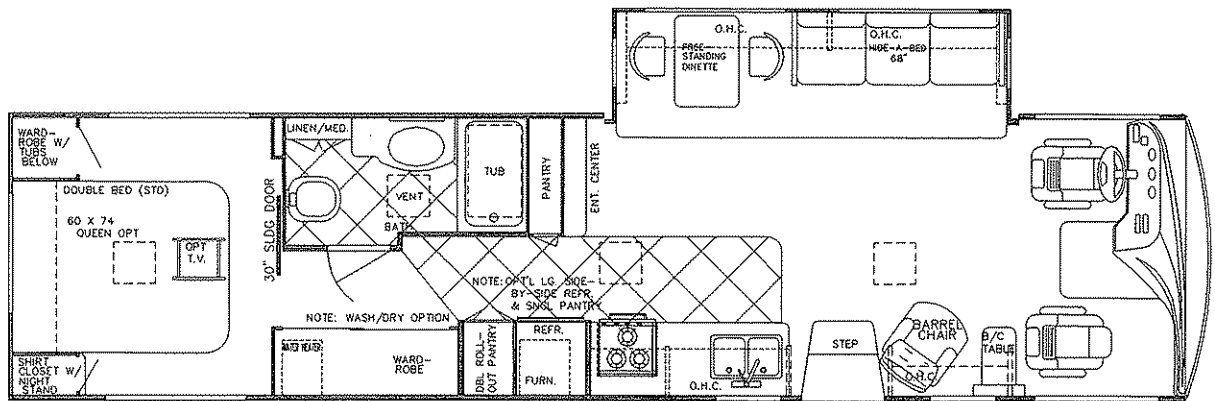 WARD-
ROBE W/
TUBS
BELOW
DOUBLE BED (STD)
60 X 74
QUEEN OPT
OPT
T.V.
SHIRT
CLOSET W/
NIGHT
STAND
30" SLDG DOOR
LINEN/MED.
VENT
BAT
TUB
PANTRY
ENT. CENTER
O.H.C.
FREE-
STANDING
DINETTE
O.H.C.
HIDE-A-BED
68"
NOTE: OPT'L LG. SIDE-
BY-SIDE REFR.
& SNGL PANTRY
NOTE: WASH/DRY OPTION
WATER HEATER
WARD-
ROBE
DBL ROLL-
OUT PANTRY
REFR.
FURN.
O.H.C.
STEP
BARREL
CHAIR
O.H.C.
B/C
TABLE